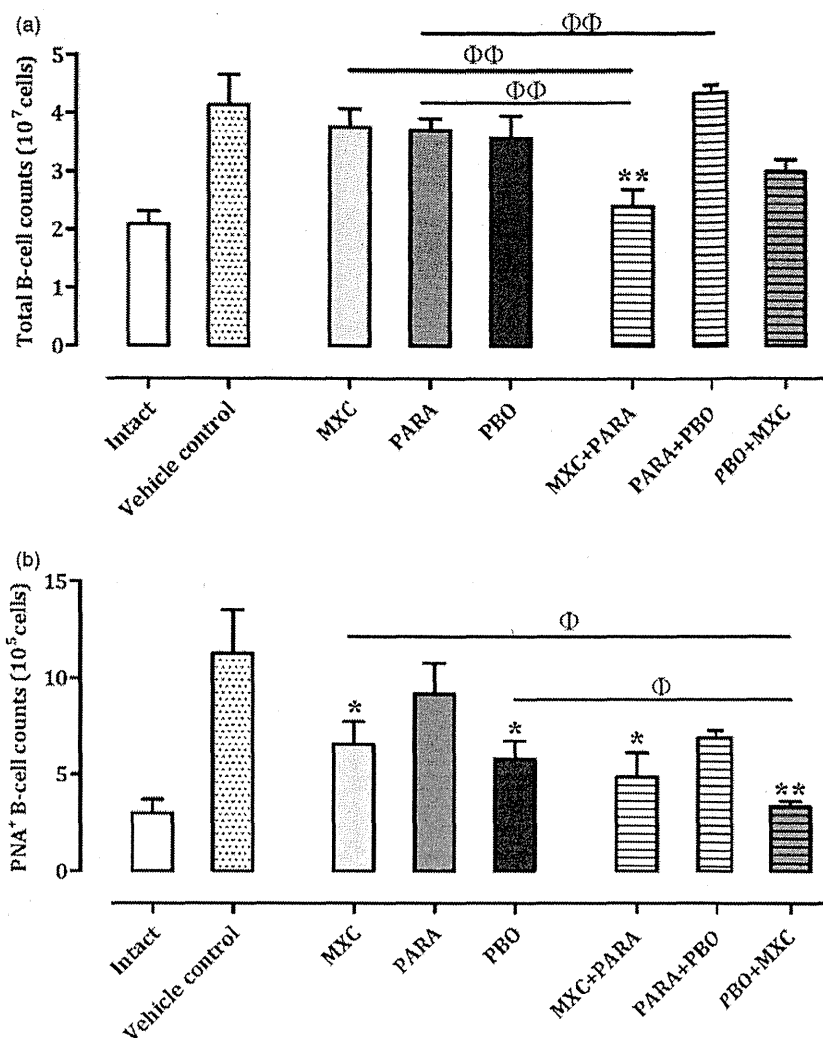 (a)
ΦΦ
ΦΦ
ΦΦ
**
Total B-cell counts (10⁷cells)
5
4
3
2
1
0
Intact
Vehicle control
MXC
PARA
PBO
MXC+PARA
PARA+PBO
PBO+MXC
(b)
Φ
Φ
*
*
*
**
PNA⁺ B-cell counts (10⁵cells)
15
10
5
0
Intact
Vehicle control
MXC
PARA
PBO
MXC+PARA
PARA+PBO
PBO+MXC